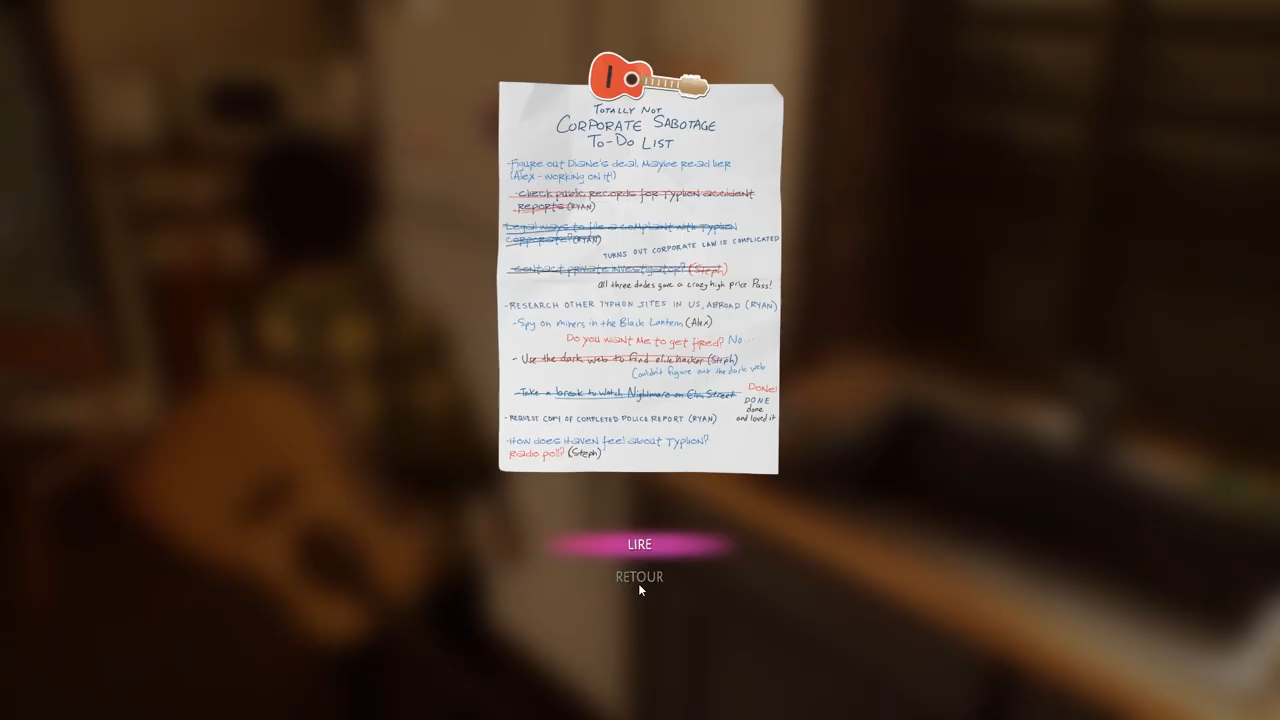 TOTALLY NOT
CORPORATE SABOTAGE
TO-DO LIST
-Figure out Diane's deal. Maybe read her
(Alex - working on it!)
-Check public records for Typhon accident
reports (RYAN)
Legal ways to file a complaint with Typhon
corporate? (RYAN)
TURNS OUT CORPORATE LAW IS COMPLICATED
-Contact private investigator? (Steph)
All three dudes gave a crazy high price Pass!
-RESEARCH OTHER TYPHON SITES IN US, ABROAD (RYAN)
-Spy on miners in the Black Lantern (Alex)
Do you want me to get fired? No...
- Use the dark web to find elite hacker (Steph)
Couldn't figure out the dark web
-Take a break to watch Nightmare on Elm Street
DONE!
DONE
done
and loved it
-REQUEST COPY OF COMPLETED POLICE REPORT (RYAN)
-How does Haven feel about Typhon?
Radio poll? (Steph)
LIRE
RETOUR